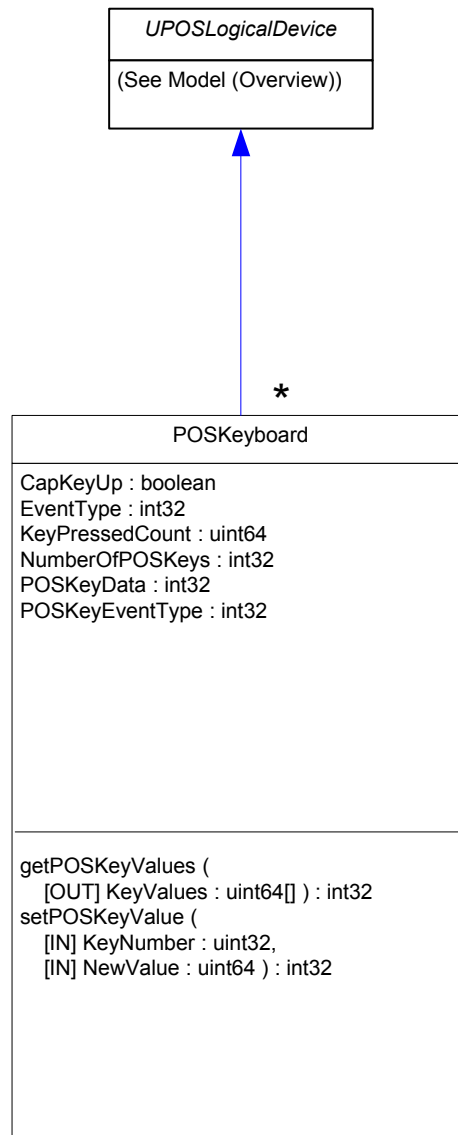 UPOSLogicalDevice
(See Model (Overview))
*
POSKeyboard
CapKeyUp : boolean
EventType : int32
KeyPressedCount : uint64
NumberOfPOSKeys : int32
POSKeyData : int32
POSKeyEventType : int32
getPOSKeyValues (
[OUT] KeyValues : uint64[] ) : int32
setPOSKeyValue (
[IN] KeyNumber : uint32,
[IN] NewValue : uint64 ) : int32